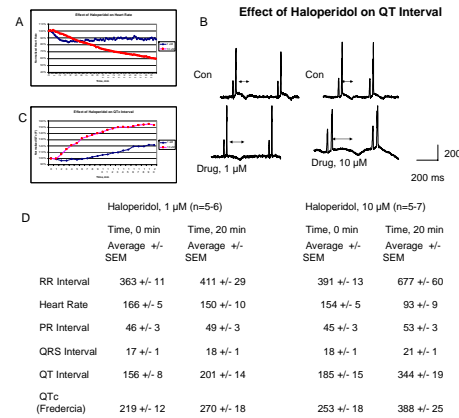 Effect of Haloperidol on QT Interval
A
Effect of Haloperidol on Heart Rate
B
Con
Con
C
Effect of Haloperidol on QTc Interval
Drug, 1 µM
Drug, 10 µM
200
200 ms
D
Haloperidol, 1 µM (n=5-6)
Haloperidol, 10 µM (n=5-7)
Time, 0 min Time, 20 min Time, 0 min Time, 20 min
Average +/- SEM Average +/- SEM Average +/- SEM Average +/- SEM
RR Interval 363 +/- 11 411 +/- 29 391 +/- 13 677 +/- 60
Heart Rate 166 +/- 5 150 +/- 10 154 +/- 5 93 +/- 9
PR Interval 46 +/- 3 49 +/- 3 45 +/- 3 53 +/- 3
QRS Interval 17 +/- 1 18 +/- 1 18 +/- 1 21 +/- 1
QT Interval 156 +/- 8 201 +/- 14 185 +/- 15 344 +/- 19
QTc (Fredercia) 219 +/- 12 270 +/- 18 253 +/- 18 388 +/- 25